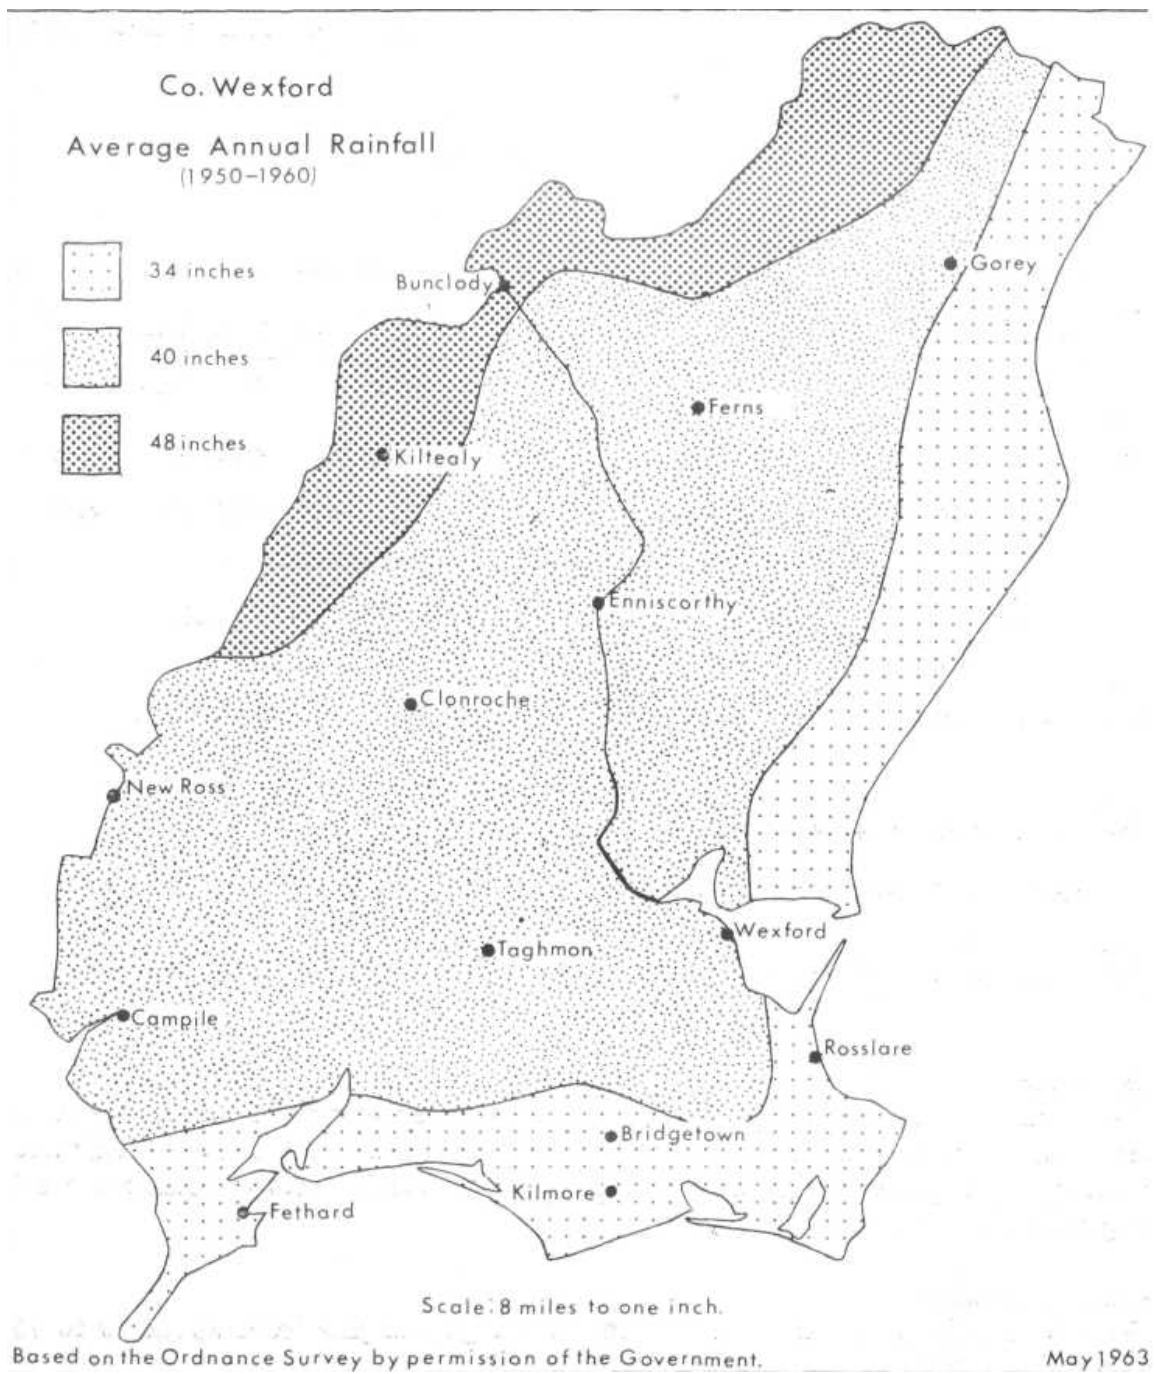 Co. Wexford
Average Annual Rainfall
(1950-1960)
34 inches
40 inches
48 inches
Bunclody
Gorey
Ferns
Kiltealy
Enniscorthy
Clonroche
New Ross
Wexford
Taghmon
Campile
Rosslare
Bridgetown
Kilmore
Fethard
Scale: 8 miles to one inch.
Based on the Ordnance Survey by permission of the Government.
May 1963